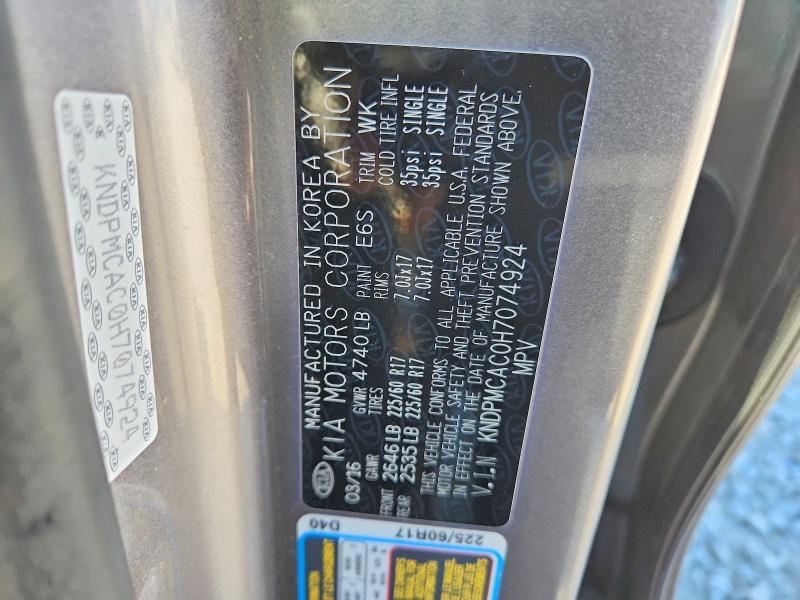 KNDPMCAC0H7074924
MANUFACTURED IN KOREA BY
KIA KIA MOTORS CORPORATION
03/16 GVWR 4740LB PAINT E6S TRIM WK
GAWR TIRES RIMS COLD TIRE INFL
FRONT 2646LB 225/60 R17 7.0JX17 35psi SINGLE
REAR 2535LB 225/60 R17 7.0JX17 35psi SINGLE
THIS VEHICLE CONFORMS TO ALL APPLICABLE U.S.A. FEDERAL
MOTOR VEHICLE SAFETY AND THEFT PREVENTION STANDARDS
IN EFFECT ON THE DATE OF MANUFACTURE SHOWN ABOVE.
V.I.N KNDPMCAC0H7074924
MPV
D40
225/60R17